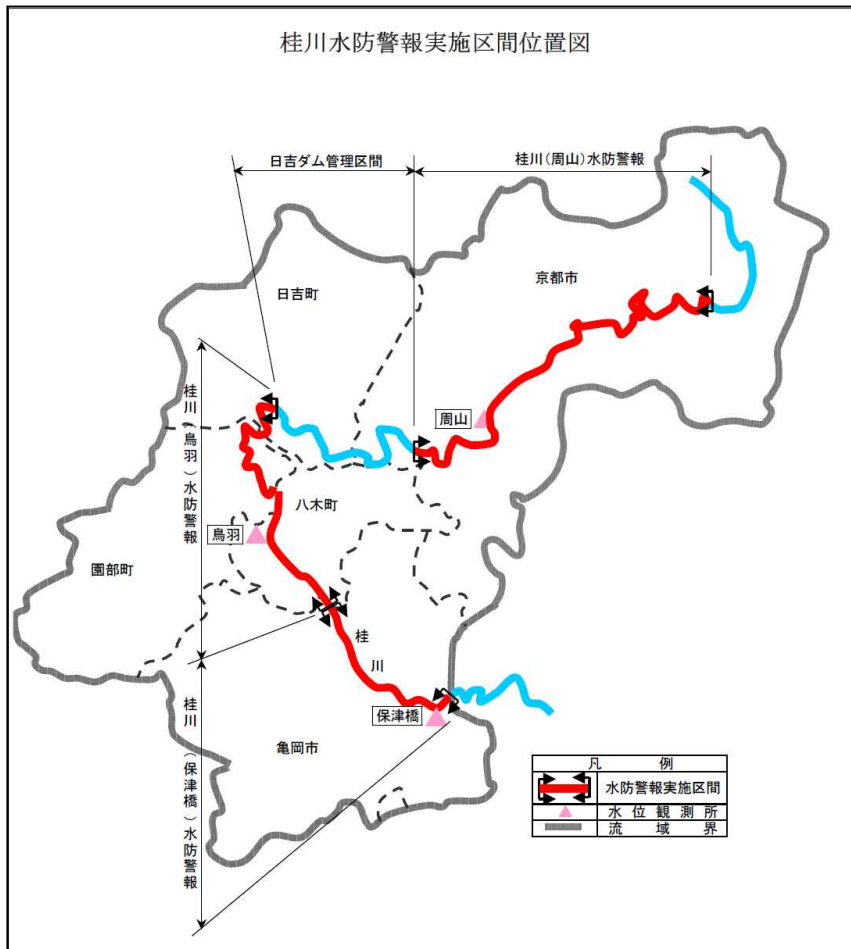 桂川水防警報実施区間位置図
日吉ダム管理区間
桂川(周山)水防警報
日吉町
京都市
桂川(鳥羽)水防警報
周山
八木町
鳥羽
園部町
桂川
保津橋
桂川(保津橋)水防警報
亀岡市
凡 例
水防警報実施区間
水位観測所
流域界